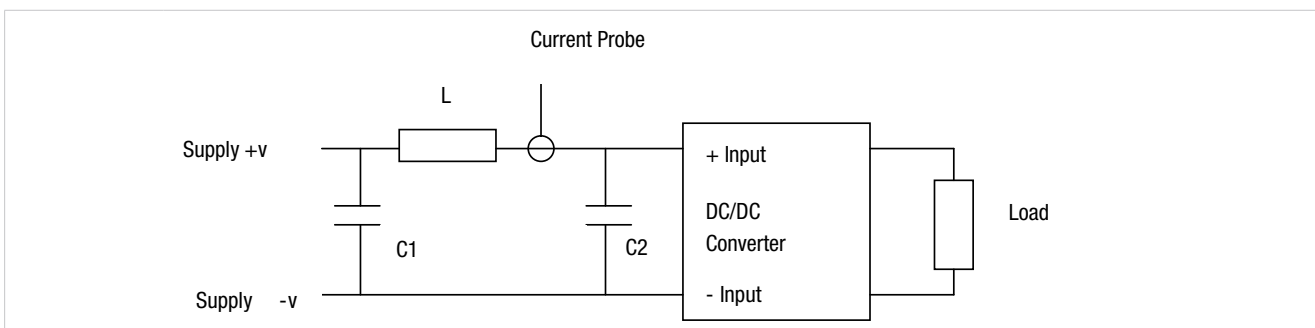 Current Probe
L
Supply +v
+ Input
DC/DC
Converter
Load
C1
C2
Supply -v
- Input